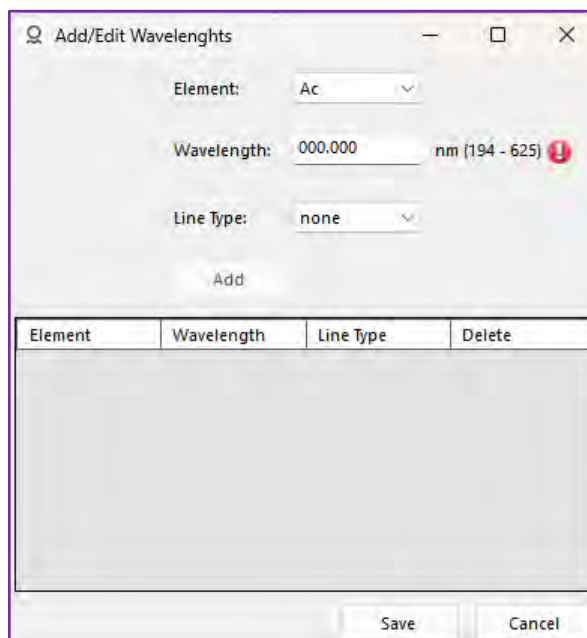 Add/Edit Wavelenghts
Element: Ac
Wavelength: 000.000 nm (194 - 625)
Line Type: none
Add
Element Wavelength Line Type Delete
Save Cancel